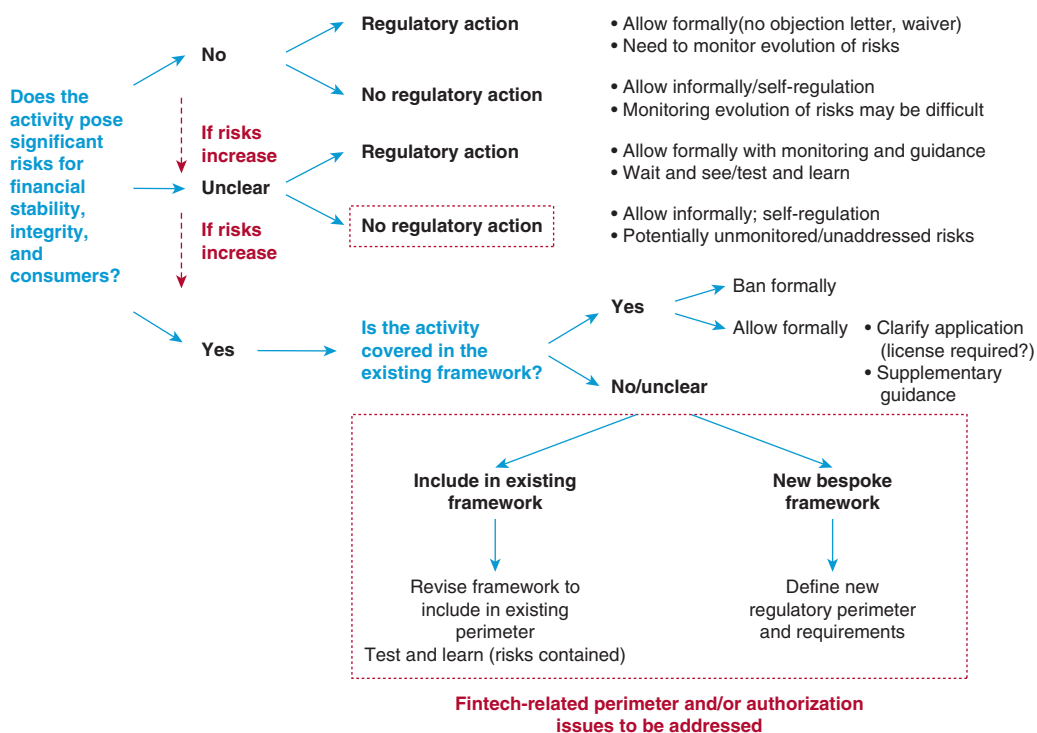 Does the
activity pose
significant
risks for
financial
stability,
integrity,
and
consumers?
No
Regulatory action
• Allow formally(no objection letter, waiver)
• Need to monitor evolution of risks
No regulatory action
• Allow informally/self-regulation
• Monitoring evolution of risks may be difficult
If risks
increase
Unclear
Regulatory action
• Allow formally with monitoring and guidance
• Wait and see/test and learn
No regulatory action
• Allow informally; self-regulation
• Potentially unmonitored/unaddressed risks
If risks
increase
Yes
Is the activity
covered in the
existing framework?
Yes
Ban formally
Allow formally
• Clarify application
(license required?)
• Supplementary
guidance
No/unclear
Include in existing
framework
Revise framework to
include in existing
perimeter
Test and learn (risks contained)
New bespoke
framework
Define new
regulatory perimeter
and requirements
Fintech-related perimeter and/or authorization
issues to be addressed